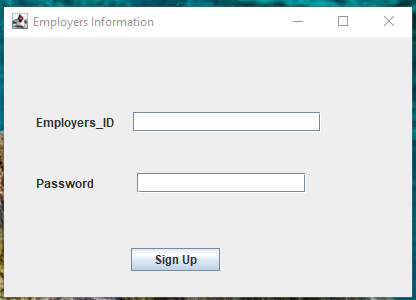 Employers Information
Employers_ID
Password
Sign Up